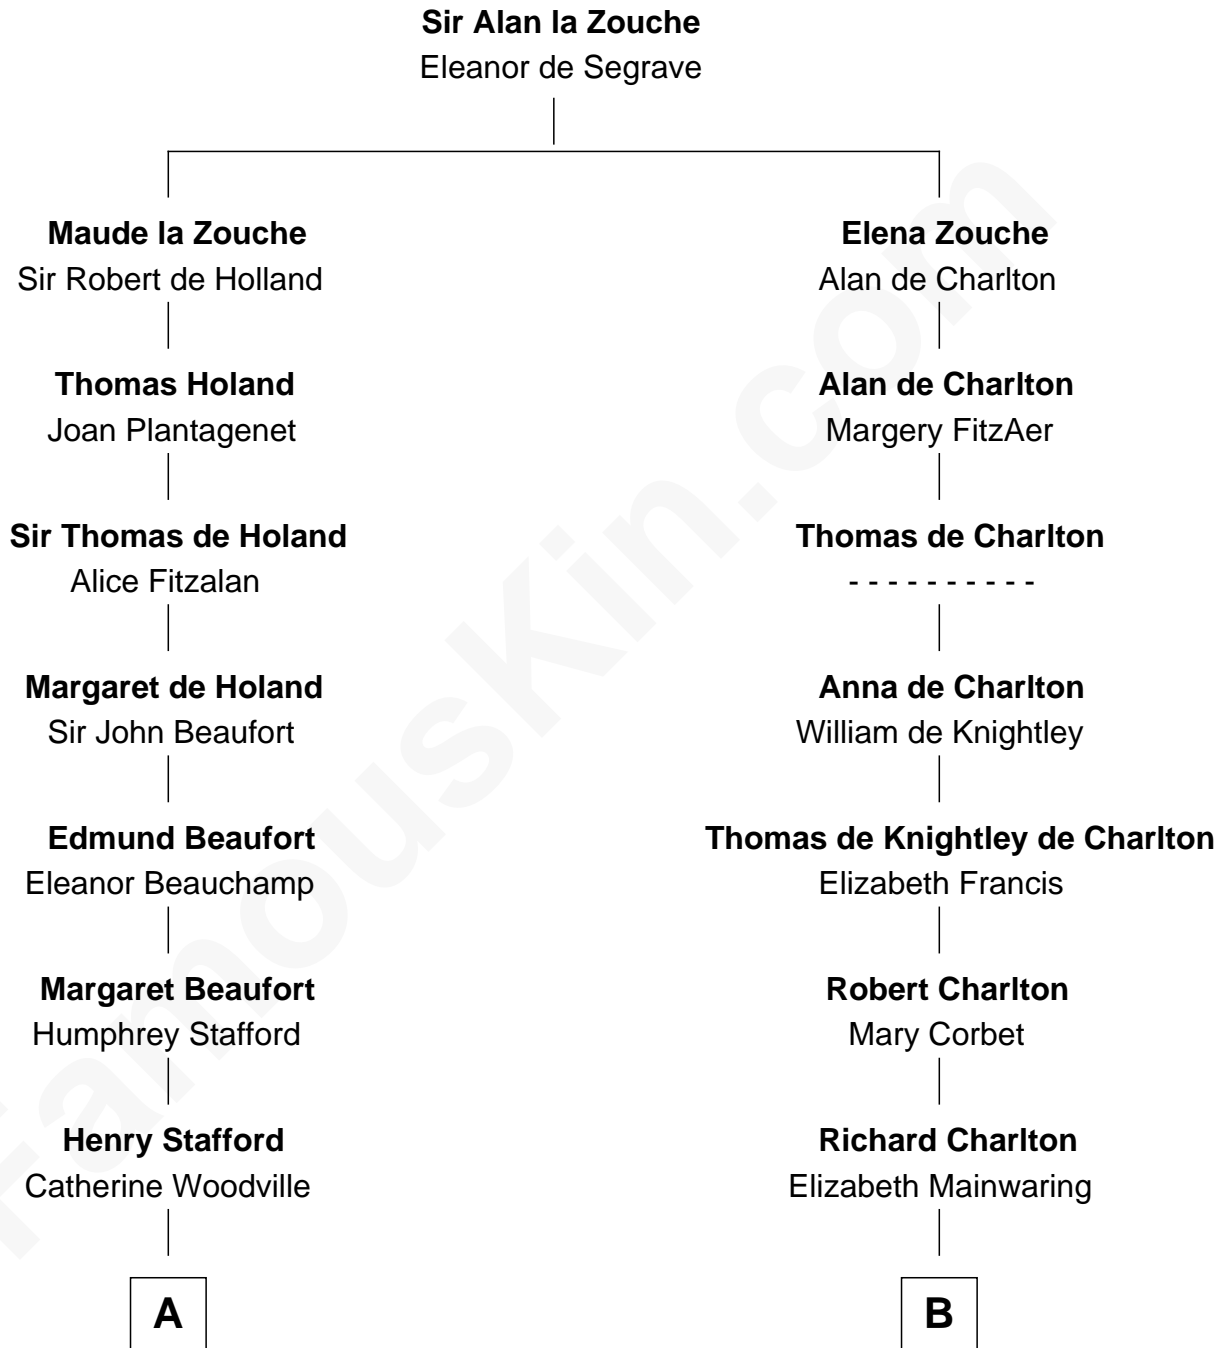 Sir Alan la Zouche
Eleanor de Segrave
Maude la Zouche
Sir Robert de Holland
Elena Zouche
Alan de Charlton
Thomas Holand
Joan Plantagenet
Alan de Charlton
Margery FitzAer
Sir Thomas de Holand
Alice Fitzalan
Thomas de Charlton
- - - - - - - - - -
Margaret de Holand
Sir John Beaufort
Anna de Charlton
William de Knightley
Edmund Beaufort
Eleanor Beauchamp
Thomas de Knightley de Charlton
Elizabeth Francis
Margaret Beaufort
Humphrey Stafford
Robert Charlton
Mary Corbet
Henry Stafford
Catherine Woodville
Richard Charlton
Elizabeth Mainwaring
A
B
FamousKin.com